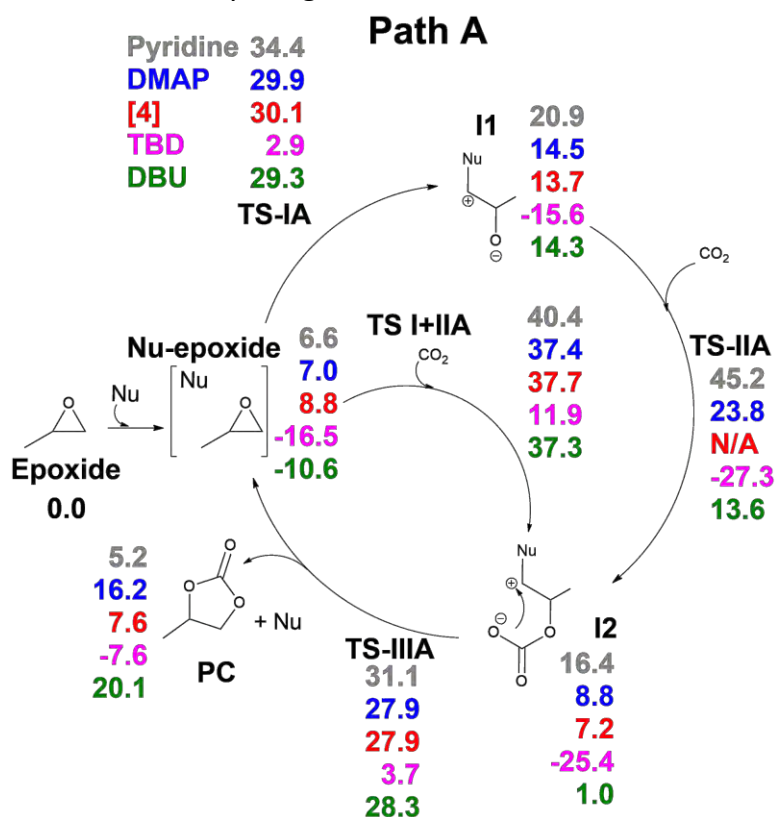 Path A
Pyridine 34.4
DMAP 29.9
[4] 30.1
TBD 2.9
DBU 29.3
TS-IA
I1
Nu
⊕
O
⊖
20.9
14.5
13.7
-15.6
14.3
CO2
TS-IIA
45.2
23.8
N/A
-27.3
13.6
TS I+IIA
CO2
40.4
37.4
37.7
11.9
37.3
Nu-epoxide
Nu
O
6.6
7.0
8.8
-16.5
-10.6
O
Nu
Epoxide
0.0
Nu
⊕
⊖
O
O
O
I2
16.4
8.8
7.2
-25.4
1.0
TS-IIIA
31.1
27.9
27.9
3.7
28.3
5.2
16.2
7.6
-7.6
20.1
O
O
O
+ Nu
PC